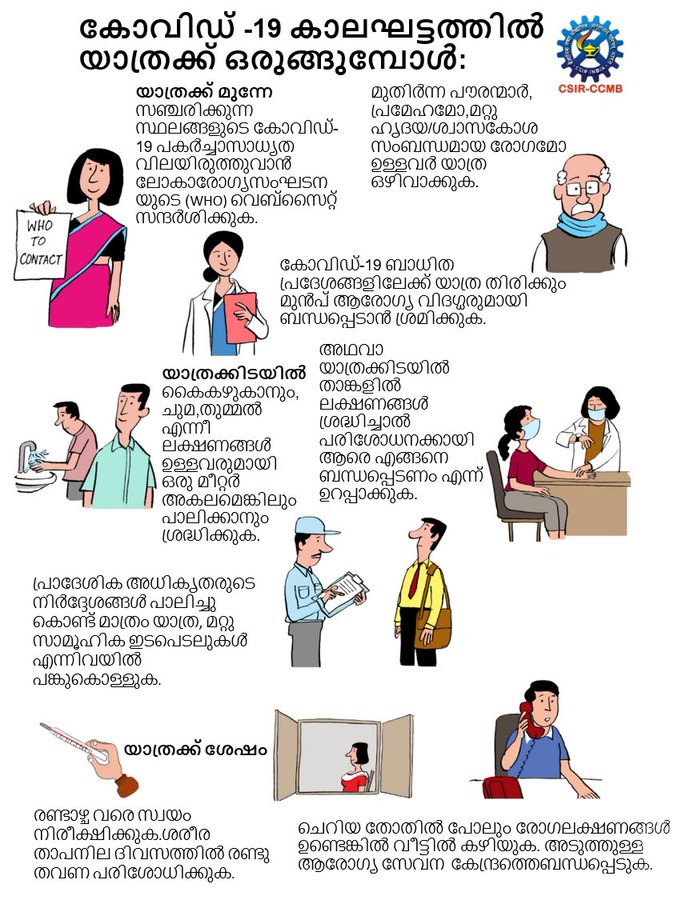 കോവിഡ് -19 കാലഘട്ടത്തിൽ
യാത്രക്ക് ഒരുങ്ങുമ്പോൾ:
CSIR-CCMB
യാത്രക്ക് മുന്നേ
സഞ്ചരിക്കുന്ന
സ്ഥലങ്ങളുടെ കോവിഡ്-
19 പകർച്ചാസാധ്യത
വിലയിരുത്തുവാൻ
ലോകാരോഗ്യസംഘടന
യുടെ (WHO) വെബ്സൈറ്റ്
സന്ദർശിക്കുക.
മുതിർന്ന പൗരന്മാർ,
പ്രമേഹമോ,മറ്റു
ഹൃദയ/ശ്വാസകോശ
സംബന്ധമായ രോഗമോ
ഉള്ളവർ യാത്ര
ഒഴിവാക്കുക.
WHO
TO
CONTACT
കോവിഡ്-19 ബാധിത
പ്രദേശങ്ങളിലേക്ക് യാത്ര തിരിക്കും
മുൻപ് ആരോഗ്യ വിദഗ്ദരുമായി
ബന്ധപ്പെടാൻ ശ്രമിക്കുക.
യാത്രക്കിടയിൽ
കൈകഴുകാനും,
ചുമ,തുമ്മൽ
എന്നീ
ലക്ഷണങ്ങൾ
ഉള്ളവരുമായി
ഒരു മീറ്റർ
അകലമെങ്കിലും
പാലിക്കാനും
ശ്രദ്ധിക്കുക.
അഥവാ
യാത്രക്കിടയിൽ
താങ്കളിൽ
ലക്ഷണങ്ങൾ
ശ്രദ്ധിച്ചാൽ
പരിശോധനക്കായി
ആരെ എങ്ങനെ
ബന്ധപ്പെടണം എന്ന്
ഉറപ്പാക്കുക.
പ്രാദേശിക അധികൃതരുടെ
നിർദ്ദേശങ്ങൾ പാലിച്ചു
കൊണ്ട് മാത്രം യാത്ര, മറ്റു
സാമൂഹിക ഇടപെടലുകൾ
എന്നിവയിൽ
പങ്കുകൊള്ളുക.
യാത്രക്ക് ശേഷം
രണ്ടാഴ്ച വരെ സ്വയം
നിരീക്ഷിക്കുക.ശരീര
താപനില ദിവസത്തിൽ രണ്ടു
തവണ പരിശോധിക്കുക.
ചെറിയ തോതിൽ പോലും രോഗലക്ഷണങ്ങൾ
ഉണ്ടെങ്കിൽ വീട്ടിൽ കഴിയുക. അടുത്തുള്ള
ആരോഗ്യ സേവന കേന്ദ്രത്തെബന്ധപ്പെടുക.